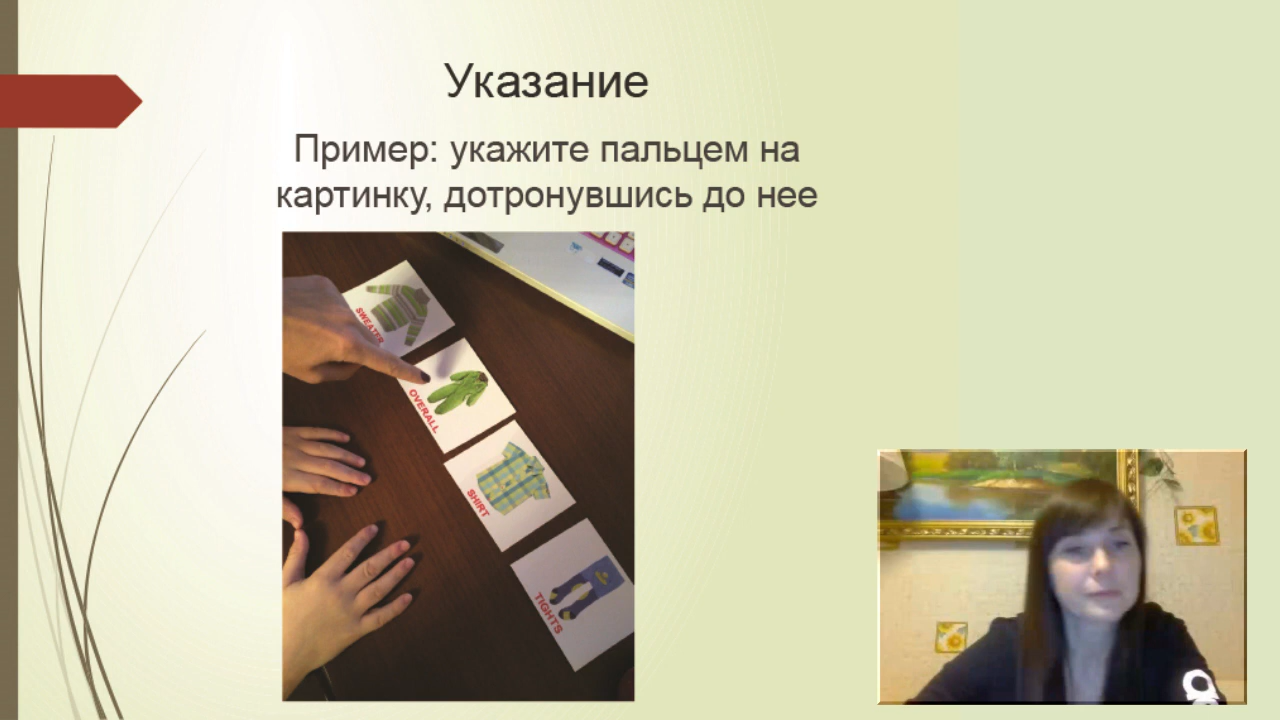 Указание
Пример: укажите пальцем на
картинку, дотронувшись до нее
SWEATER
OVERALL
SHIRT
TIGHTS